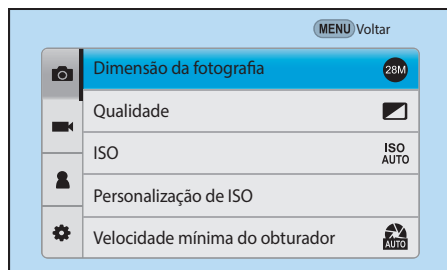 MENU Voltar
Dimensão da fotografia 28M
Qualidade
ISO ISO AUTO
Personalização de ISO
Velocidade mínima do obturador AUTO